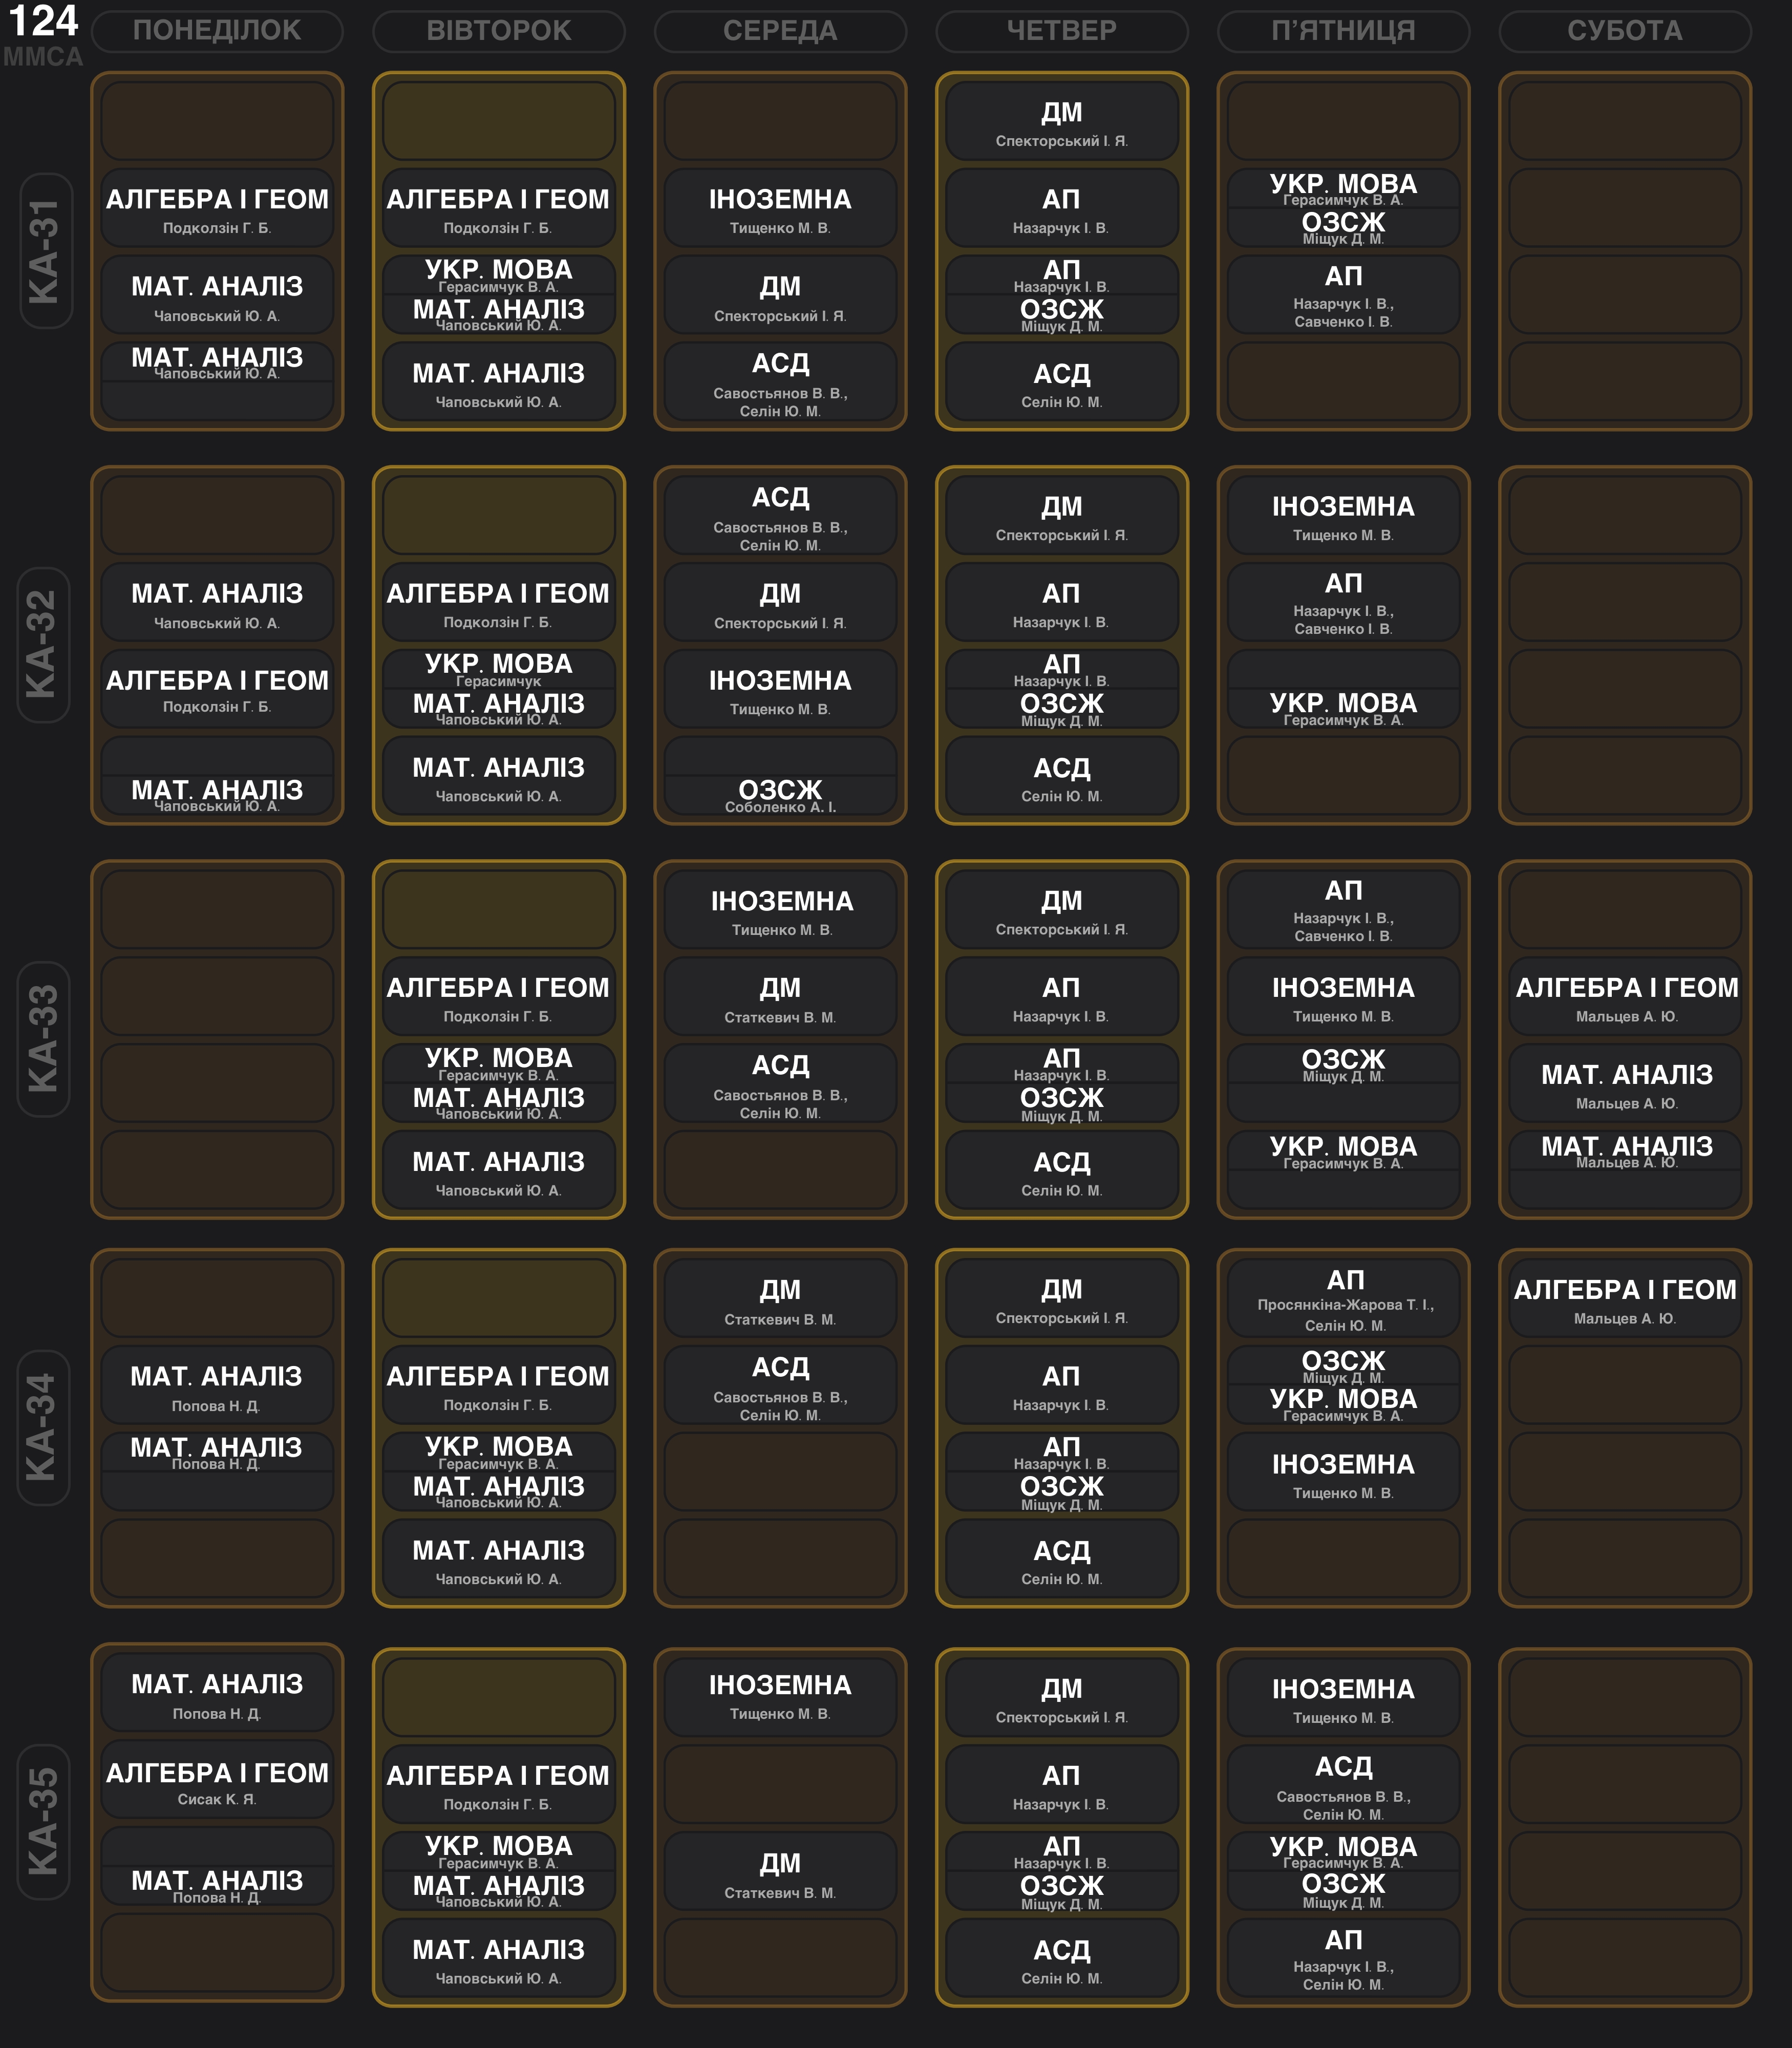 124
ММСА
ПОНЕДІЛОК
ВІВТОРОК
СЕРЕДА
ЧЕТВЕР
П’ЯТНИЦЯ
СУБОТА
КА-31
АЛГЕБРА І ГЕОМ
Подколзін Г. Б.
МАТ. АНАЛІЗ
Чаповський Ю. А.
МАТ. АНАЛІЗ
Чаповський Ю. А.
АЛГЕБРА І ГЕОМ
Подколзін Г. Б.
УКР. МОВА
Герасимчук В. А.
МАТ. АНАЛІЗ
Чаповський Ю. А.
МАТ. АНАЛІЗ
Чаповський Ю. А.
ІНОЗЕМНА
Тищенко М. В.
ДМ
Спекторський І. Я.
АСД
Савостьянов В. В.,
Селін Ю. М.
ДМ
Спекторський І. Я.
АП
Назарчук І. В.
АП
Назарчук І. В.
ОЗСЖ
Міщук Д. М.
АСД
Селін Ю. М.
УКР. МОВА
Герасимчук В. А.
ОЗСЖ
Міщук Д. М.
АП
Назарчук І. В.,
Савченко І. В.
КА-32
МАТ. АНАЛІЗ
Чаповський Ю. А.
АЛГЕБРА І ГЕОМ
Подколзін Г. Б.
МАТ. АНАЛІЗ
Чаповський Ю. А.
АЛГЕБРА І ГЕОМ
Подколзін Г. Б.
УКР. МОВА
Герасимчук
МАТ. АНАЛІЗ
Чаповський Ю. А.
МАТ. АНАЛІЗ
Чаповський Ю. А.
АСД
Савостьянов В. В.,
Селін Ю. М.
ДМ
Спекторський І. Я.
ІНОЗЕМНА
Тищенко М. В.
ОЗСЖ
Соболенко А. І.
ДМ
Спекторський І. Я.
АП
Назарчук І. В.
АП
Назарчук І. В.
ОЗСЖ
Міщук Д. М.
АСД
Селін Ю. М.
ІНОЗЕМНА
Тищенко М. В.
АП
Назарчук І. В.,
Савченко І. В.
УКР. МОВА
Герасимчук В. А.
КА-33
АЛГЕБРА І ГЕОМ
Подколзін Г. Б.
УКР. МОВА
Герасимчук В. А.
МАТ. АНАЛІЗ
Чаповський Ю. А.
МАТ. АНАЛІЗ
Чаповський Ю. А.
ІНОЗЕМНА
Тищенко М. В.
ДМ
Статкевич В. М.
АСД
Савостьянов В. В.,
Селін Ю. М.
ДМ
Спекторський І. Я.
АП
Назарчук І. В.
АП
Назарчук І. В.
ОЗСЖ
Міщук Д. М.
АСД
Селін Ю. М.
АП
Назарчук І. В.,
Савченко І. В.
ІНОЗЕМНА
Тищенко М. В.
ОЗСЖ
Міщук Д. М.
УКР. МОВА
Герасимчук В. А.
АЛГЕБРА І ГЕОМ
Мальцев А. Ю.
МАТ. АНАЛІЗ
Мальцев А. Ю.
МАТ. АНАЛІЗ
Мальцев А. Ю.
КА-34
МАТ. АНАЛІЗ
Попова Н. Д.
МАТ. АНАЛІЗ
Попова Н. Д.
АЛГЕБРА І ГЕОМ
Подколзін Г. Б.
УКР. МОВА
Герасимчук В. А.
МАТ. АНАЛІЗ
Чаповський Ю. А.
МАТ. АНАЛІЗ
Чаповський Ю. А.
ДМ
Статкевич В. М.
АСД
Савостьянов В. В.,
Селін Ю. М.
ДМ
Спекторський І. Я.
АП
Назарчук І. В.
АП
Назарчук І. В.
ОЗСЖ
Міщук Д. М.
АСД
Селін Ю. М.
АП
Просянкіна-Жарова Т. І.,
Селін Ю. М.
ОЗСЖ
Міщук Д. М.
УКР. МОВА
Герасимчук В. А.
ІНОЗЕМНА
Тищенко М. В.
АЛГЕБРА І ГЕОМ
Мальцев А. Ю.
КА-35
МАТ. АНАЛІЗ
Попова Н. Д.
АЛГЕБРА І ГЕОМ
Сисак К. Я.
МАТ. АНАЛІЗ
Попова Н. Д.
АЛГЕБРА І ГЕОМ
Подколзін Г. Б.
УКР. МОВА
Герасимчук В. А.
МАТ. АНАЛІЗ
Чаповський Ю. А.
МАТ. АНАЛІЗ
Чаповський Ю. А.
ІНОЗЕМНА
Тищенко М. В.
ДМ
Статкевич В. М.
ДМ
Спекторський І. Я.
АП
Назарчук І. В.
АП
Назарчук І. В.
ОЗСЖ
Міщук Д. М.
АСД
Селін Ю. М.
ІНОЗЕМНА
Тищенко М. В.
АСД
Савостьянов В. В.,
Селін Ю. М.
УКР. МОВА
Герасимчук В. А.
ОЗСЖ
Міщук Д. М.
АП
Назарчук І. В.,
Селін Ю. М.